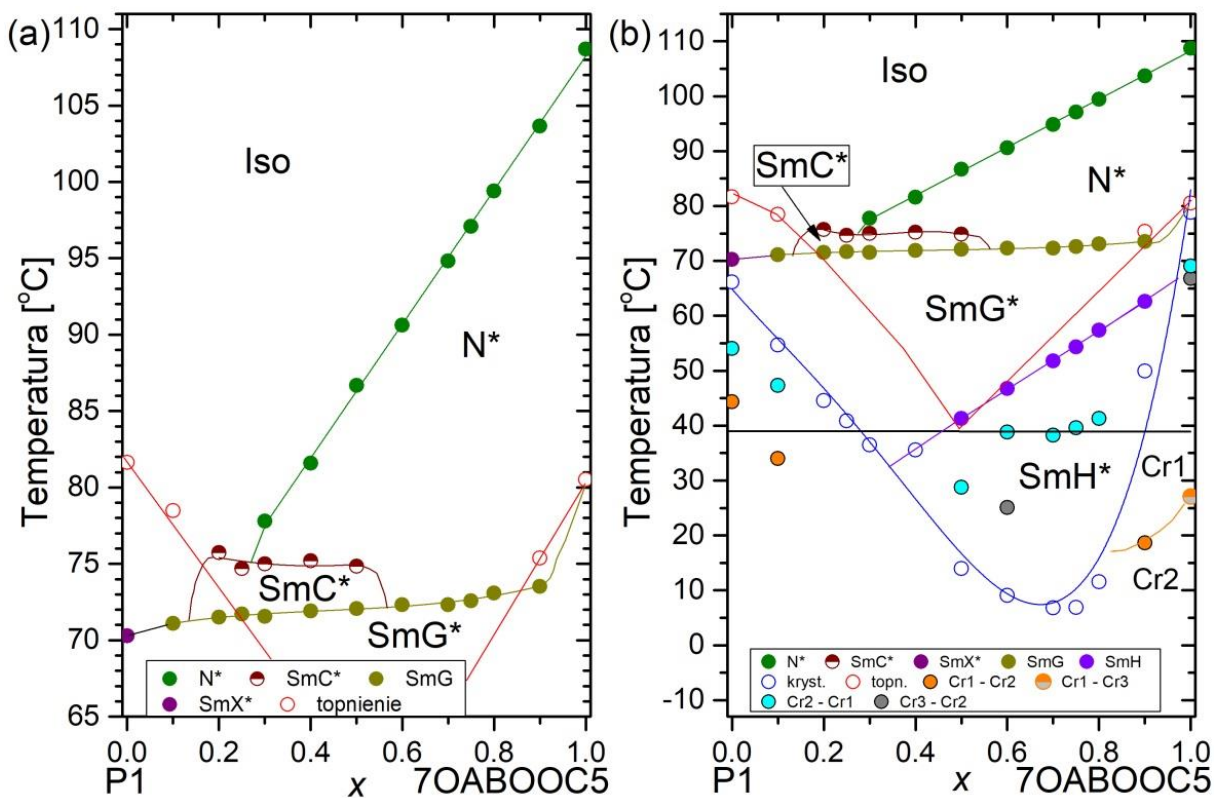 (a)
110
105
100
95
90
85
80
75
70
65
Temperatura [°C]
Iso
N*
SmC*
SmG*
N* SmC* SmG
SmX* topnienie
0.0 0.2 0.4 0.6 0.8 1.0
P1 x 7OABOOC5
(b)
110
100
90
80
70
60
50
40
30
20
10
0
-10
Temperatura [°C]
Iso
SmC*
N*
SmG*
SmH*
Cr1
Cr2
N* SmC* SmX* SmG SmH
kryst. topn. Cr1 - Cr2 Cr1 - Cr3
Cr2 - Cr1 Cr3 - Cr2
0.0 0.2 0.4 0.6 0.8 1.0
P1 x 7OABOOC5